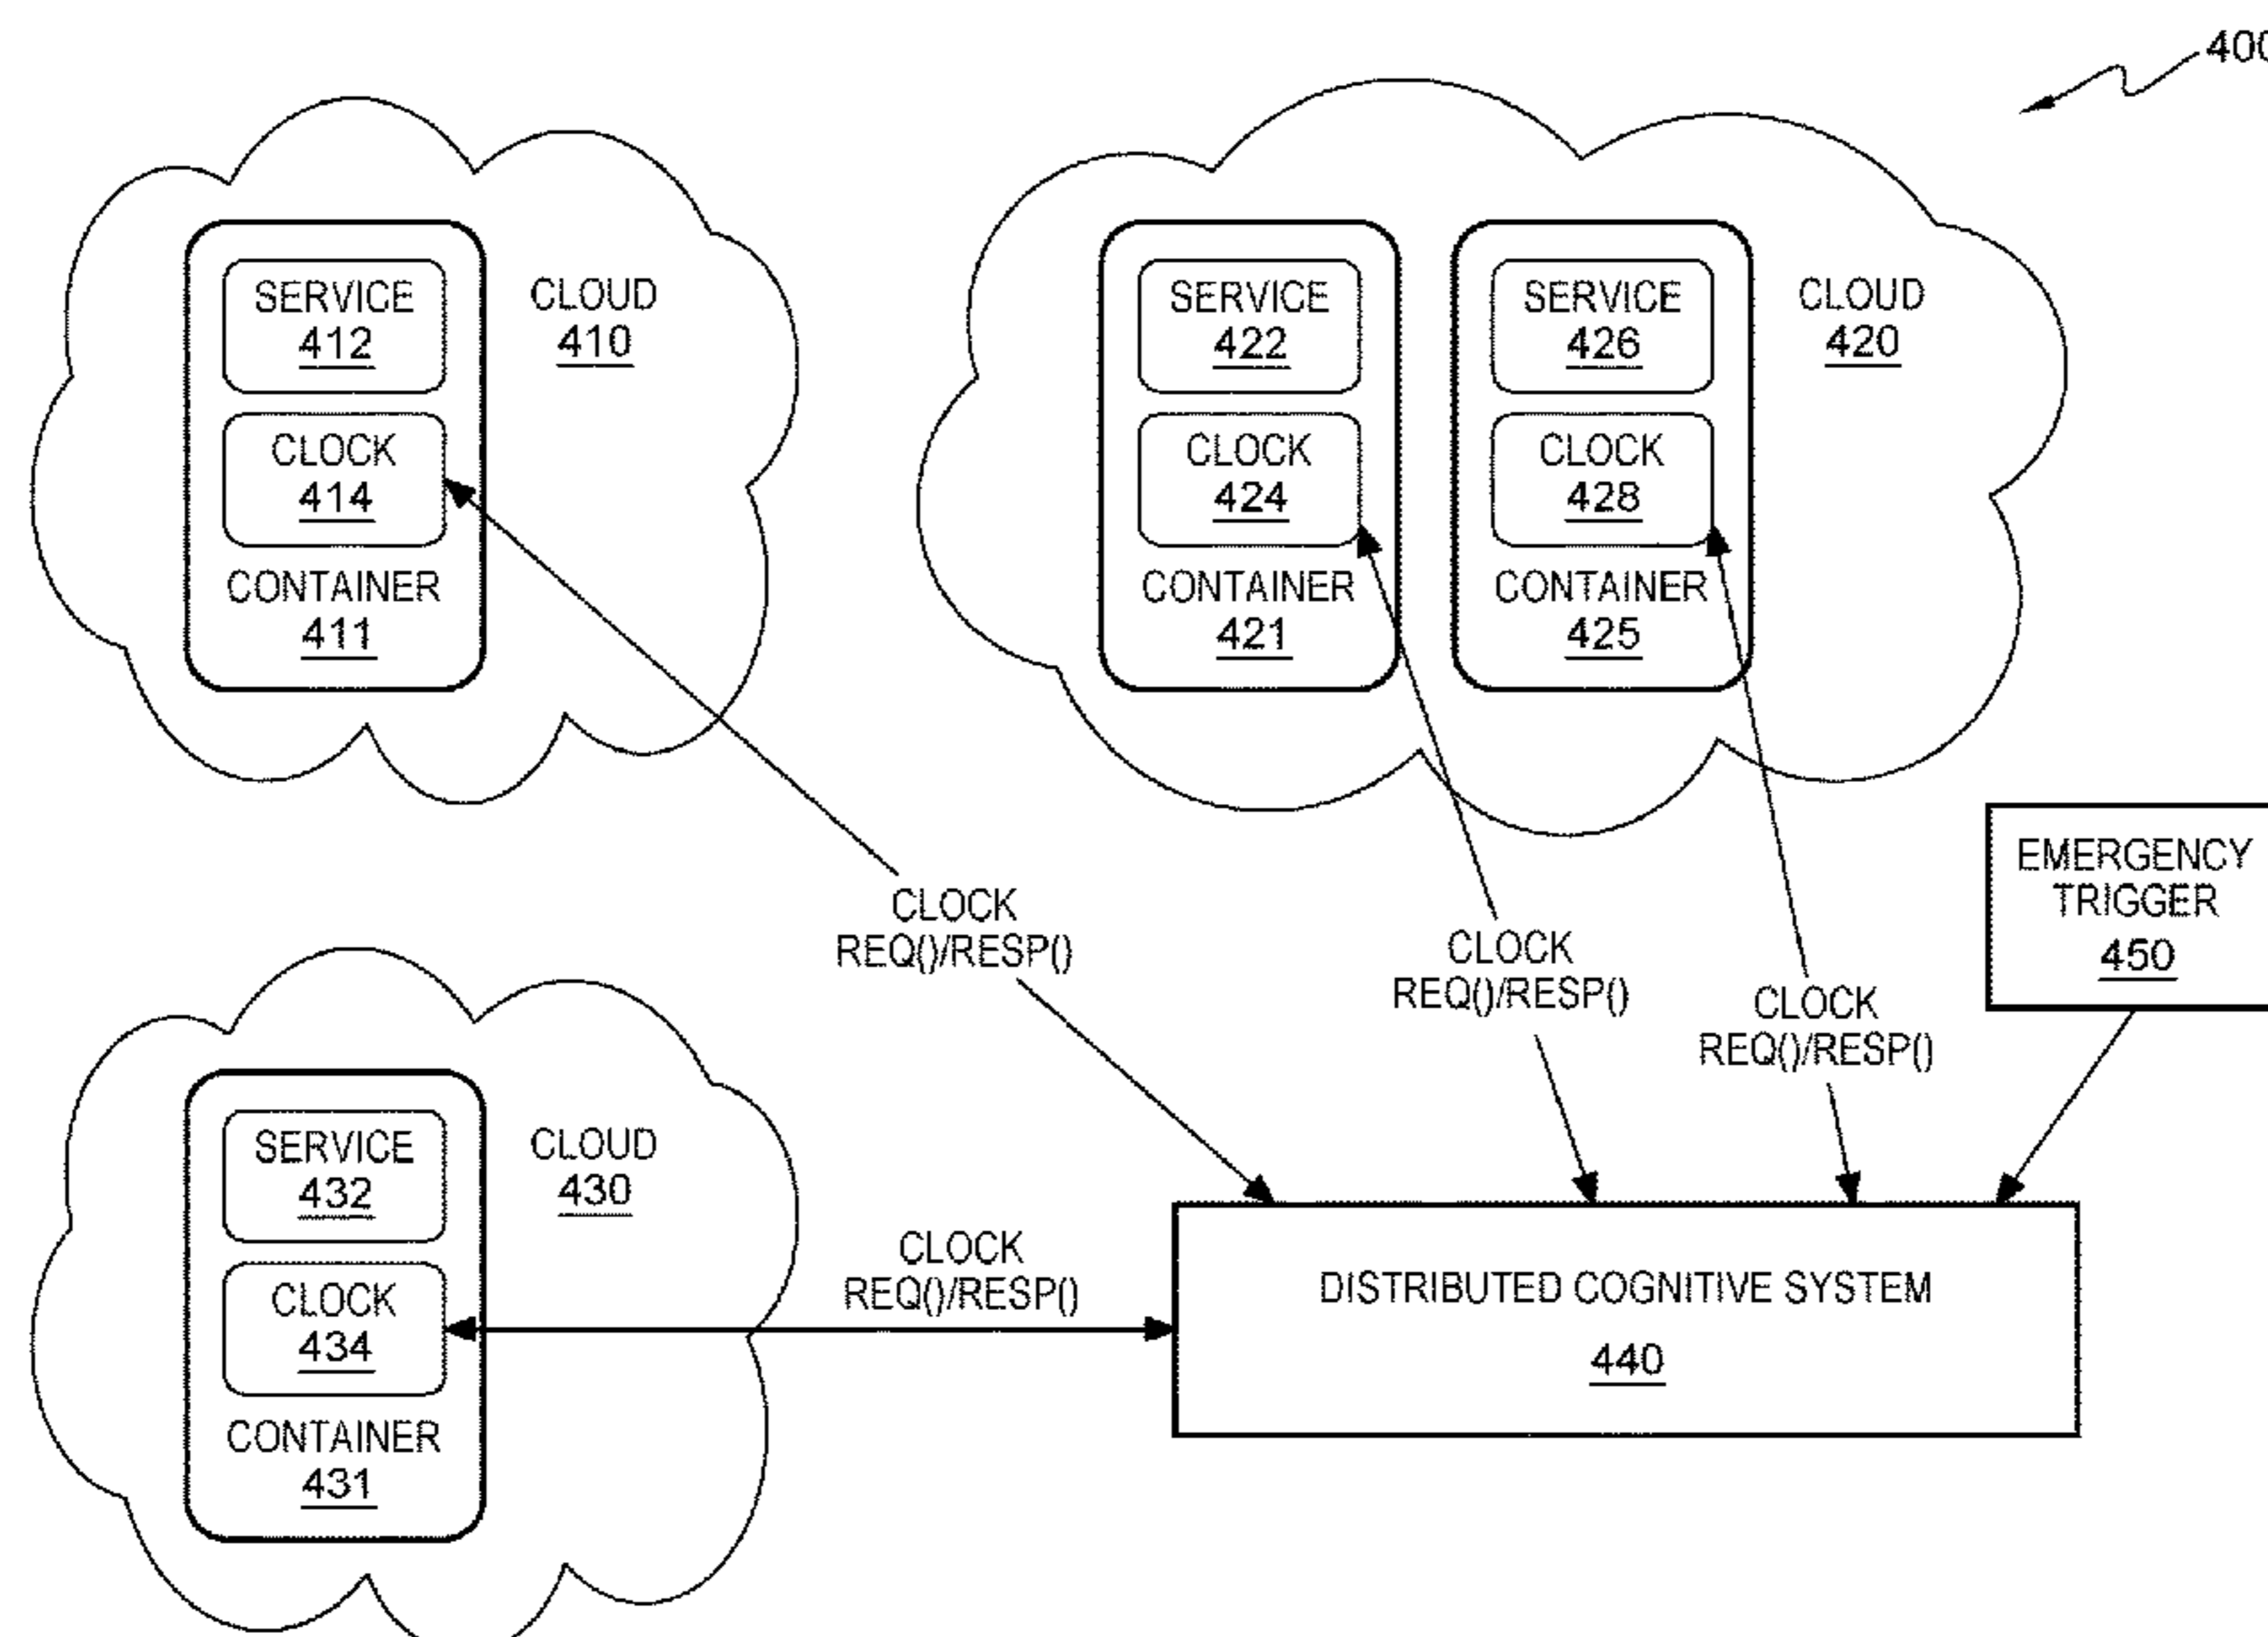 400
SERVICE
412
CLOCK
414
CONTAINER
411
CLOUD
410
SERVICE
422
CLOCK
424
CONTAINER
421
SERVICE
426
CLOCK
428
CONTAINER
425
CLOUD
420
CLOCK
REQ()/RESP()
CLOCK
REQ()/RESP()
CLOCK
REQ()/RESP()
EMERGENCY
TRIGGER
450
SERVICE
432
CLOCK
434
CONTAINER
431
CLOUD
430
CLOCK
REQ()/RESP()
DISTRIBUTED COGNITIVE SYSTEM
440